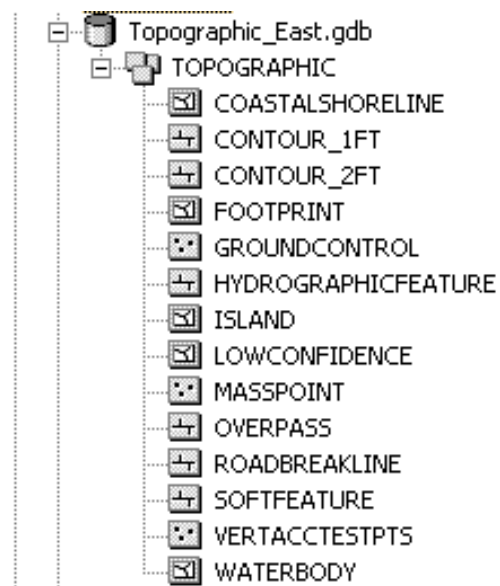 Topographic_East.gdb
TOPOGRAPHIC
COASTALSHORELINE
CONTOUR_1FT
CONTOUR_2FT
FOOTPRINT
GROUNDCONTROL
HYDROGRAPHICFEATURE
ISLAND
LOWCONFIDENCE
MASSPOINT
OVERPASS
ROADBREAKLINE
SOFTFEATURE
VERTACCTESTPTS
WATERBODY